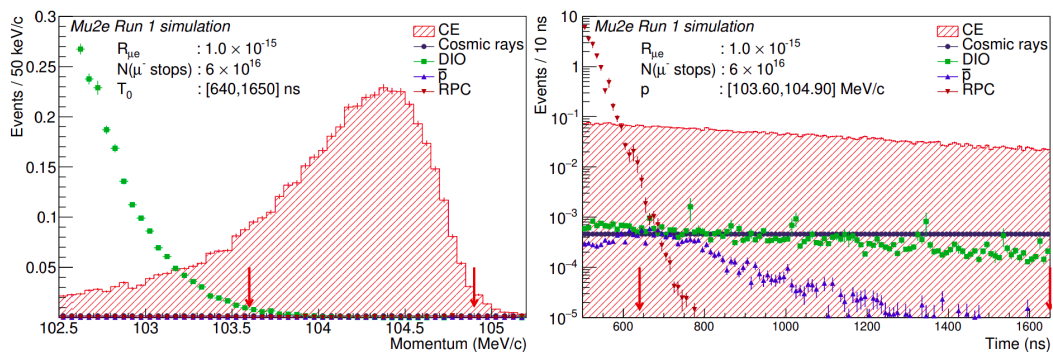 Mu2e Run 1 simulation
R_μe : 1.0 × 10^-15
N(μ^- stops) : 6 × 10^16
T_0 : [640,1650] ns
CE
Cosmic rays
DIO
p̅
RPC
Events / 50 keV/c
0.3
0.25
0.2
0.15
0.1
0.05
102.5
103
103.5
104
104.5
105
Momentum (MeV/c)
Mu2e Run 1 simulation
R_μe : 1.0 × 10^-15
N(μ^- stops) : 6 × 10^16
p : [103.60,104.90] MeV/c
CE
Cosmic rays
DIO
p̅
RPC
Events / 10 ns
10
1
10^-1
10^-2
10^-3
10^-4
10^-5
600
800
1000
1200
1400
1600
Time (ns)